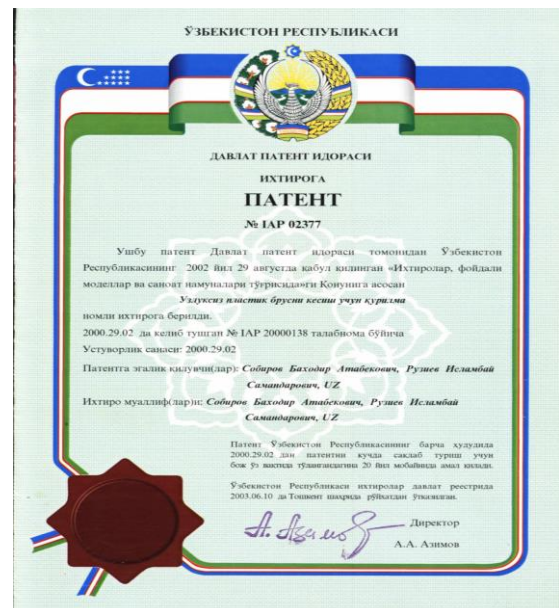 ЎЗБЕКИСТОН РЕСПУБЛИКАСИ
ДАВЛАТ ПАТЕНТ ИДОРАСИ
ИХТИРОГА
ПАТЕНТ
№ IAP 02377
Ушбу патент Давлат патент идораси томонидан Ўзбекистон
Республикасининг 2002 йил 29 августда қабул қилинган «Ихтиролар, фойдали
моделлар ва саноат намуналари тўғрисида»ги Қонунига асосан
Узлуксиз пластик брусни кесиш учун қурилма
номли ихтирога берилди.
2000.29.02 да келиб тушган № IAP 20000138 талабнома бўйича
Устуворлик санаси: 2000.29.02
Патентга эгалик қилувчи(лар): Собиров Баходир Атабекович, Рузиев Исламбай
Самандарович, UZ
Ихтиро муаллиф(лар)и: Собиров Баходир Атабекович, Рузиев Исламбай
Самандарович, UZ
Патент Ўзбекистон Республикасининг барча ҳудудида
2000.29.02 дан патентни кучда сақлаб туриш учун
бож ўз вақтида тўлангандагина 20 йил мобайнида амал қилади.
Ўзбекистон Республикаси ихтиролар давлат реестрида
2003.06.10 да Тошкент шаҳрида рўйхатдан ўтказилган.
Директор
А.А. Азимов